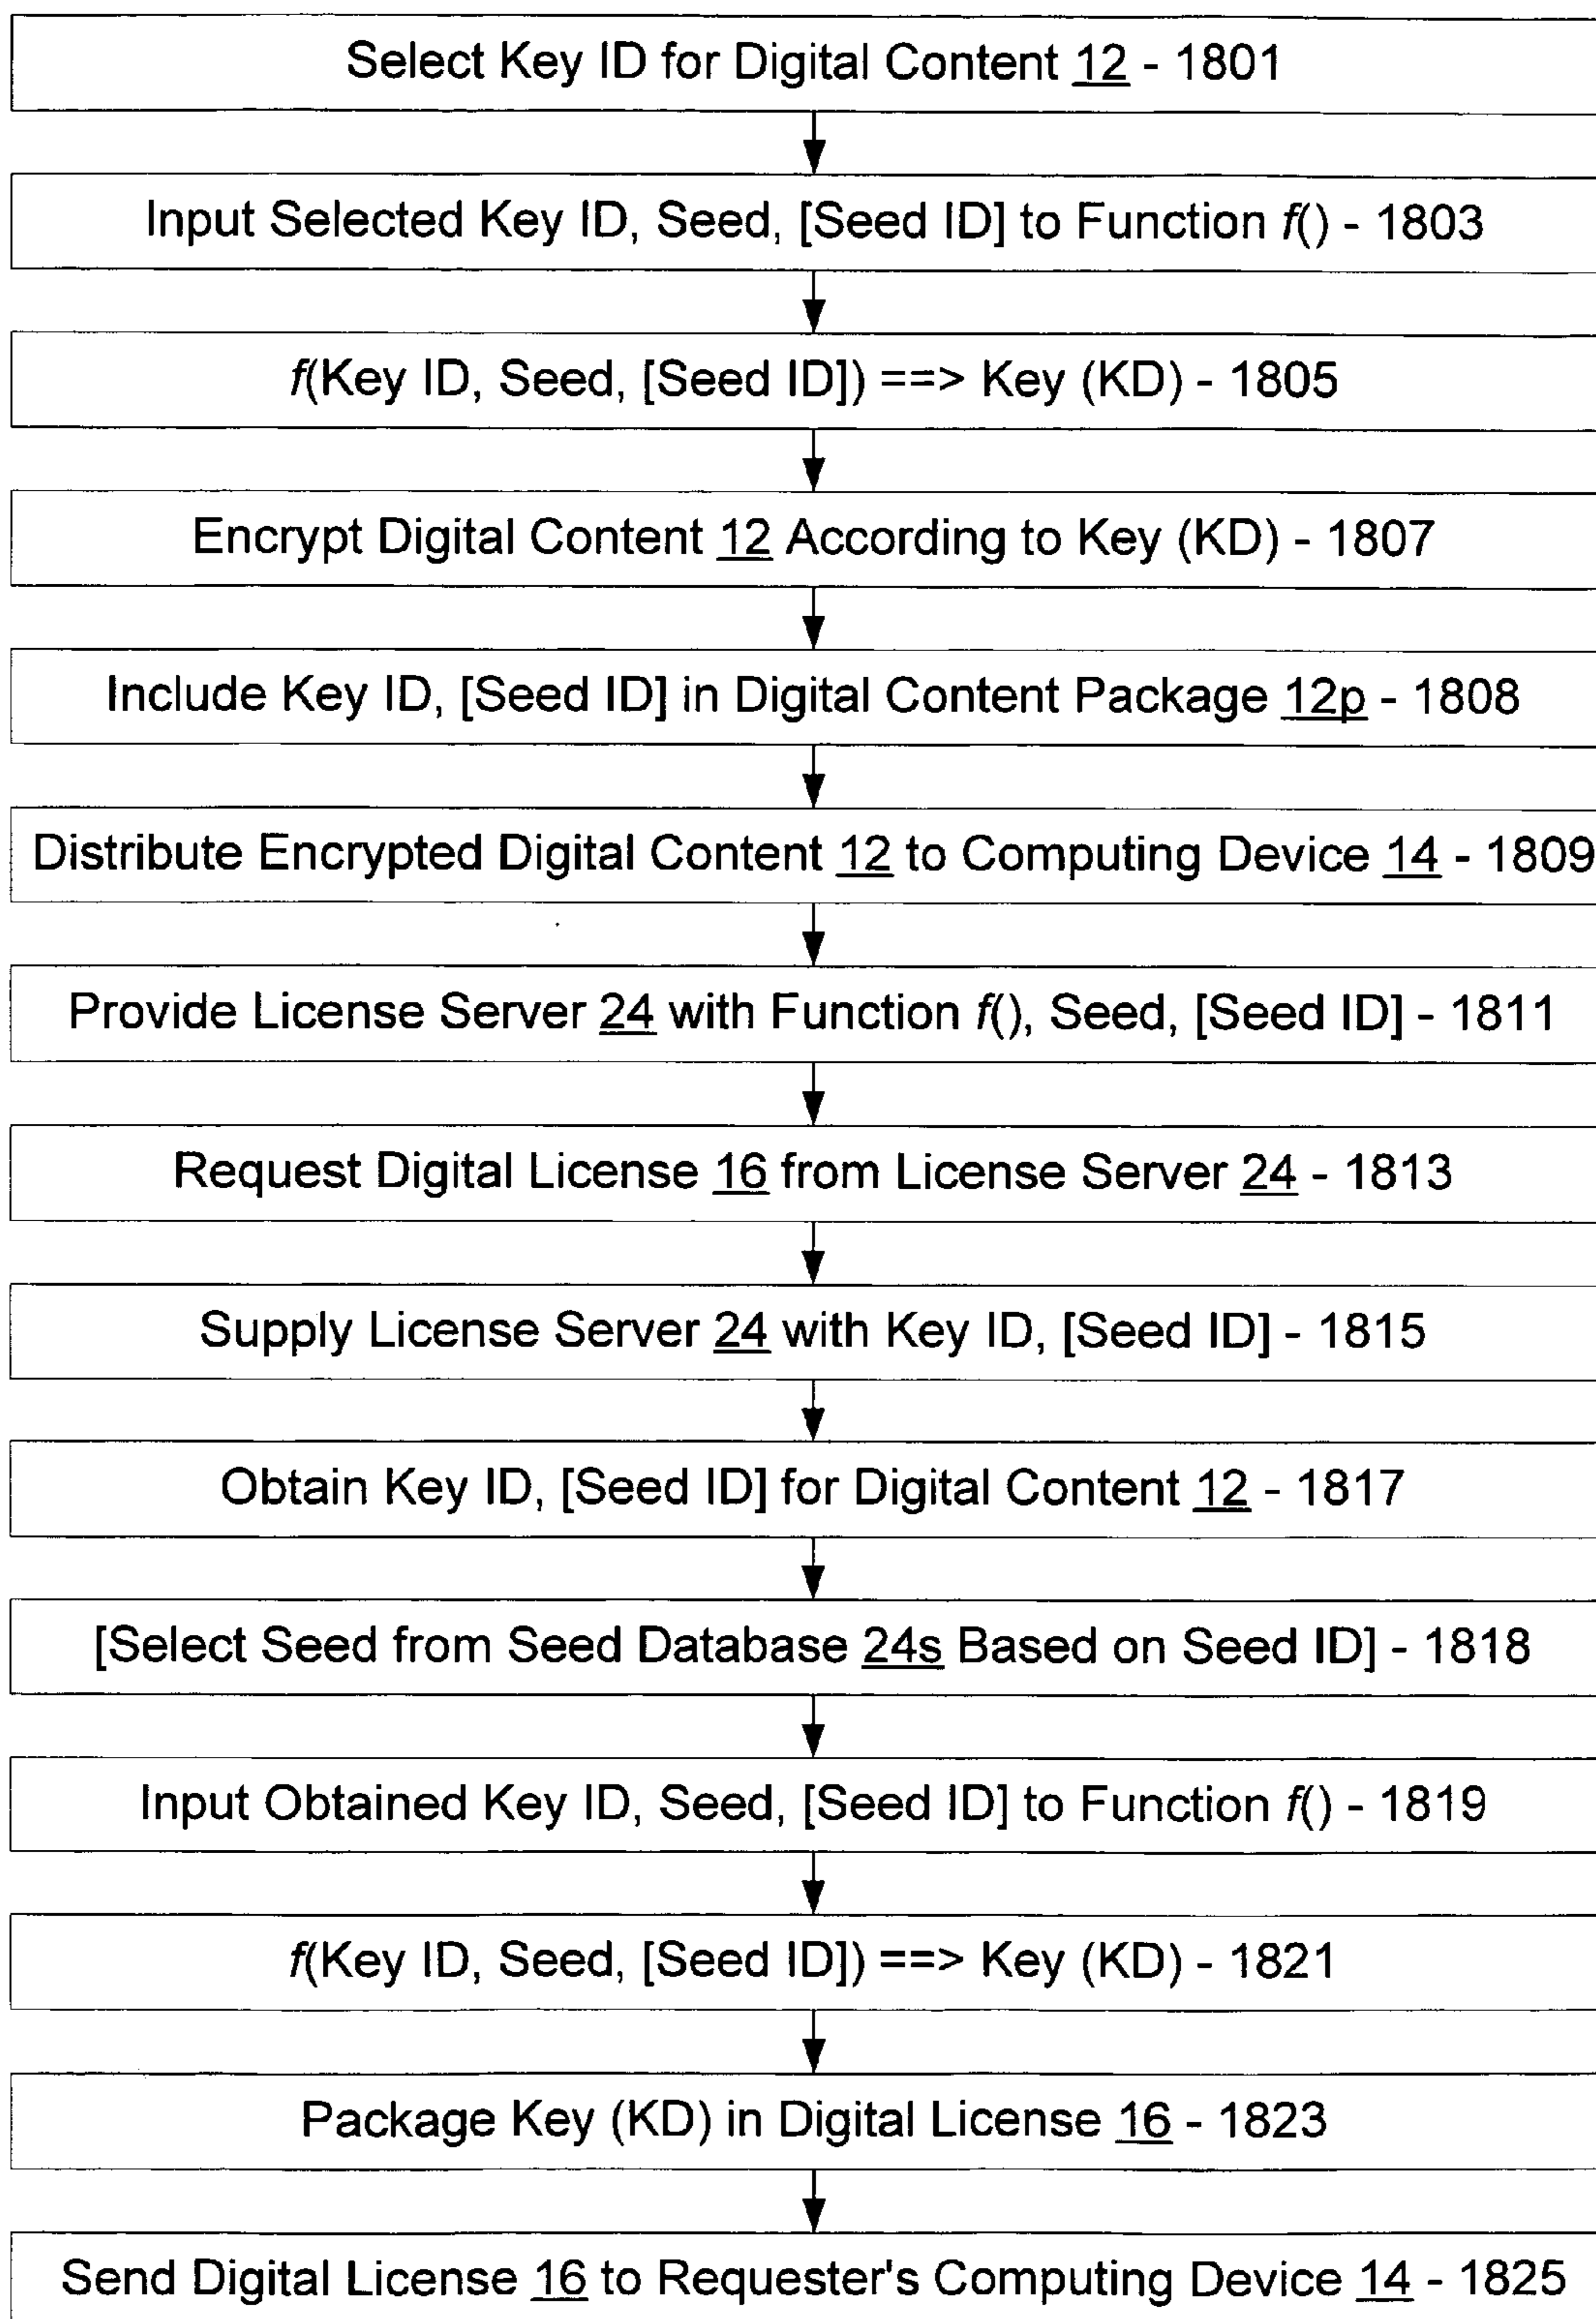 Select Key ID for Digital Content 12 - 1801
Input Selected Key ID, Seed, [Seed ID] to Function f() - 1803
f(Key ID, Seed, [Seed ID]) ==> Key (KD) - 1805
Encrypt Digital Content 12 According to Key (KD) - 1807
Include Key ID, [Seed ID] in Digital Content Package 12p - 1808
Distribute Encrypted Digital Content 12 to Computing Device 14 - 1809
Provide License Server 24 with Function f(), Seed, [Seed ID] - 1811
Request Digital License 16 from License Server 24 - 1813
Supply License Server 24 with Key ID, [Seed ID] - 1815
Obtain Key ID, [Seed ID] for Digital Content 12 - 1817
[Select Seed from Seed Database 24s Based on Seed ID] - 1818
Input Obtained Key ID, Seed, [Seed ID] to Function f() - 1819
f(Key ID, Seed, [Seed ID]) ==> Key (KD) - 1821
Package Key (KD) in Digital License 16 - 1823
Send Digital License 16 to Requester's Computing Device 14 - 1825